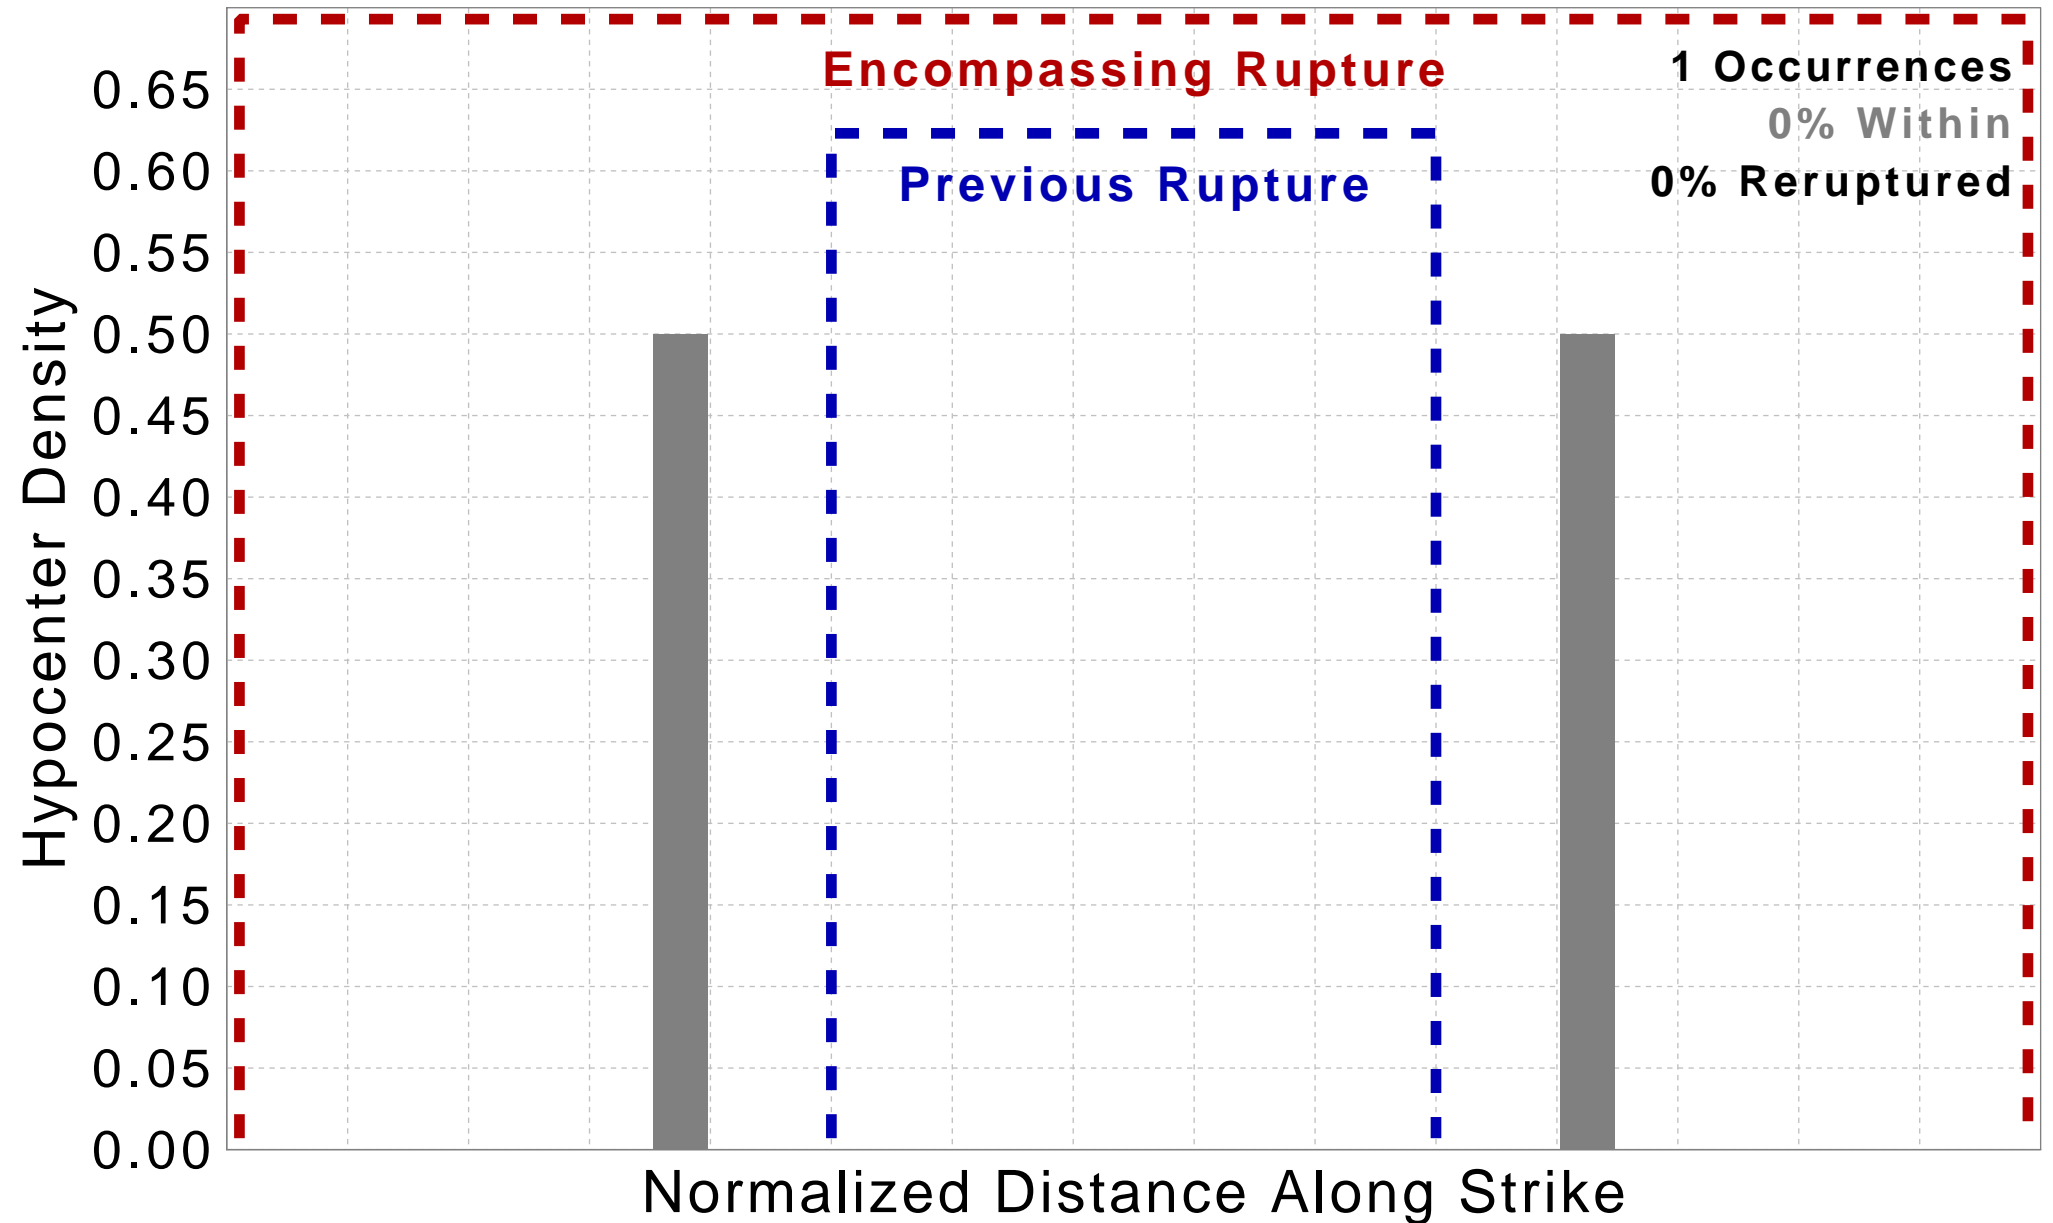 Encompassing Rupture
1 Occurrences
0% Within
Previous Rupture
0% Reruptured
0.65
0.60
0.55
0.50
0.45
0.40
0.35
0.30
0.25
0.20
0.15
0.10
0.05
0.00
Hypocenter Density
Normalized Distance Along Strike